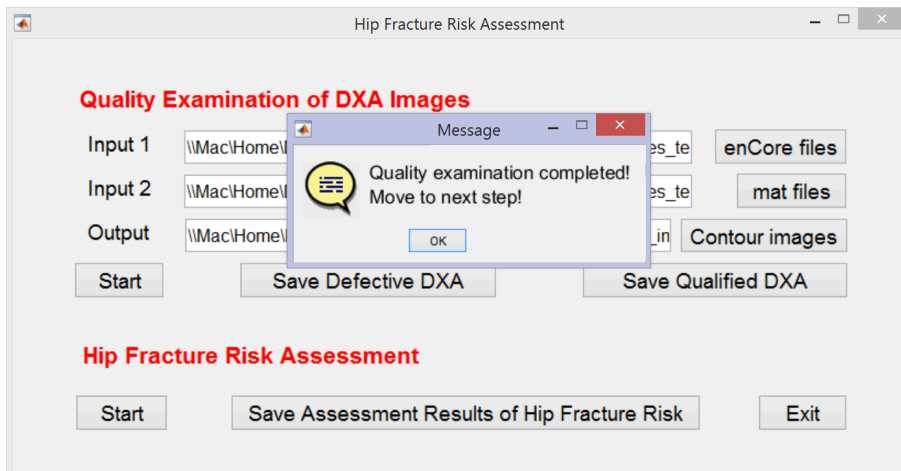 Hip Fracture Risk Assessment
Quality Examination of DXA Images
Message
Input 1
\\Mac\Home\
es_te
enCore files
Quality examination completed!
Move to next step!
Input 2
\\Mac\Home\
es_te
mat files
Output
\\Mac\Home\
_in
Contour images
OK
Start
Save Defective DXA
Save Qualified DXA
Hip Fracture Risk Assessment
Start
Save Assessment Results of Hip Fracture Risk
Exit